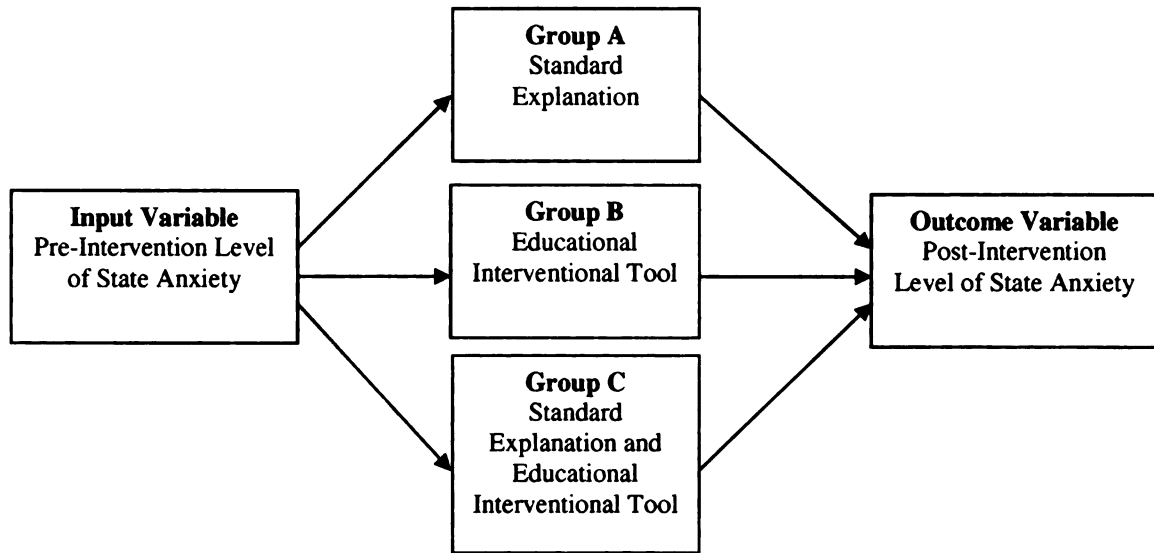 Group A
Standard
Explanation
Input Variable
Pre-Intervention Level
of State Anxiety
Group B
Educational
Interventional Tool
Outcome Variable
Post-Intervention
Level of State Anxiety
Group C
Standard
Explanation and
Educational
Interventional Tool